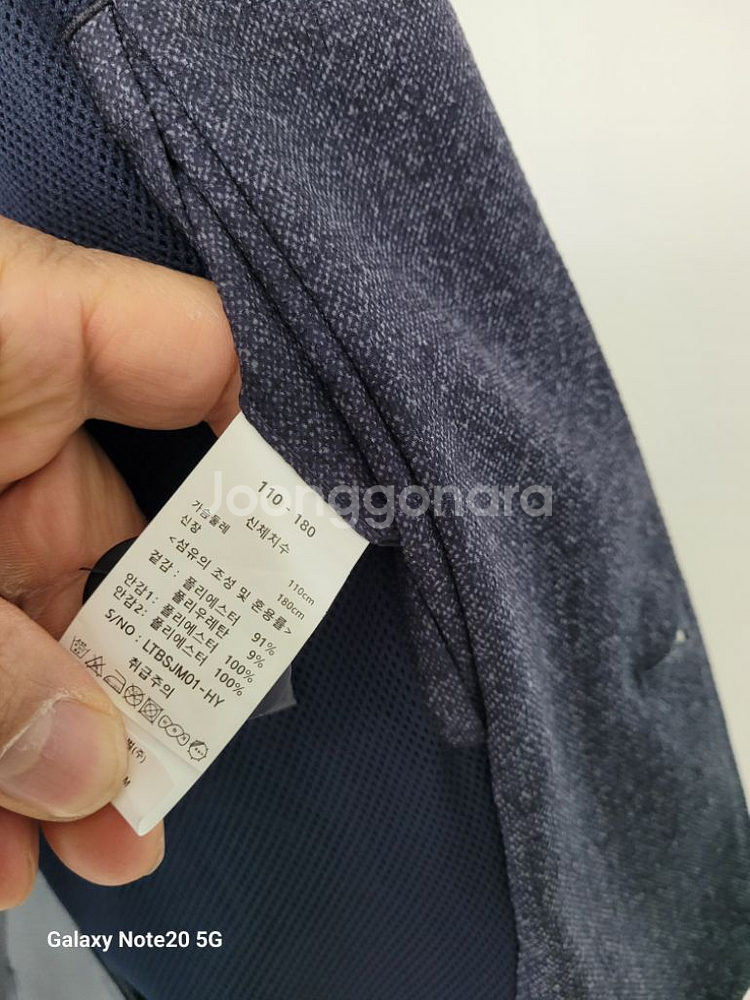 Joonggonara
110 - 180
신체치수
가슴둘레 110cm
신장 180cm
<섬유의 조성 및 혼용률>
겉감 : 폴리에스터 91%
폴리우레탄 9%
안감1: 폴리에스터 100%
안감2: 폴리에스터 100%
S/NO : LTBSJM01-HY
취급주의
(주)
M
Galaxy Note20 5G